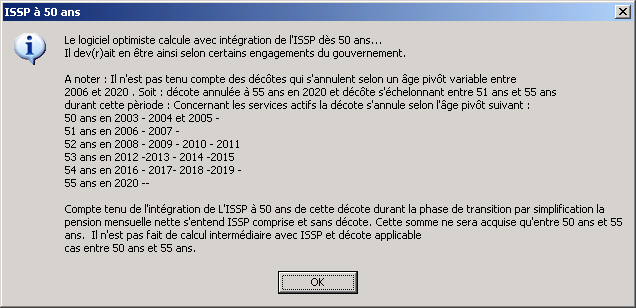 ISSP à 50 ans
Le logiciel optimiste calcule avec intégration de l'ISSP dès 50 ans...
Il dev(r)ait en être ainsi selon certains engagements du gouvernement.
A noter : Il n'est pas tenu compte des décôtes qui s'annulent selon un âge pivôt variable entre
2006 et 2020 . Soit : décote annulée à 55 ans en 2020 et décôte s'échelonnant entre 51 ans et 55 ans
durant cette pèriode : Concernant les services actifs la décote s'annule selon l'âge pivot suivant :
50 ans en 2003 - 2004 et 2005 -
51 ans en 2006 - 2007 -
52 ans en 2008 - 2009 - 2010 - 2011
53 ans en 2012 -2013 - 2014 -2015
54 ans en 2016 - 2017- 2018 -2019 -
55 ans en 2020 --
Compte tenu de l'intégration de L'ISSP à 50 ans de cette décote durant la phase de transition par simplification la
pension mensuelle nette s'entend ISSP comprise et sans décote. Cette somme ne sera acquise qu'entre 50 ans et 55
ans.  Il n'est pas fait de calcul intermédiaire avec ISSP et décote applicable
cas entre 50 ans et 55 ans.
OK